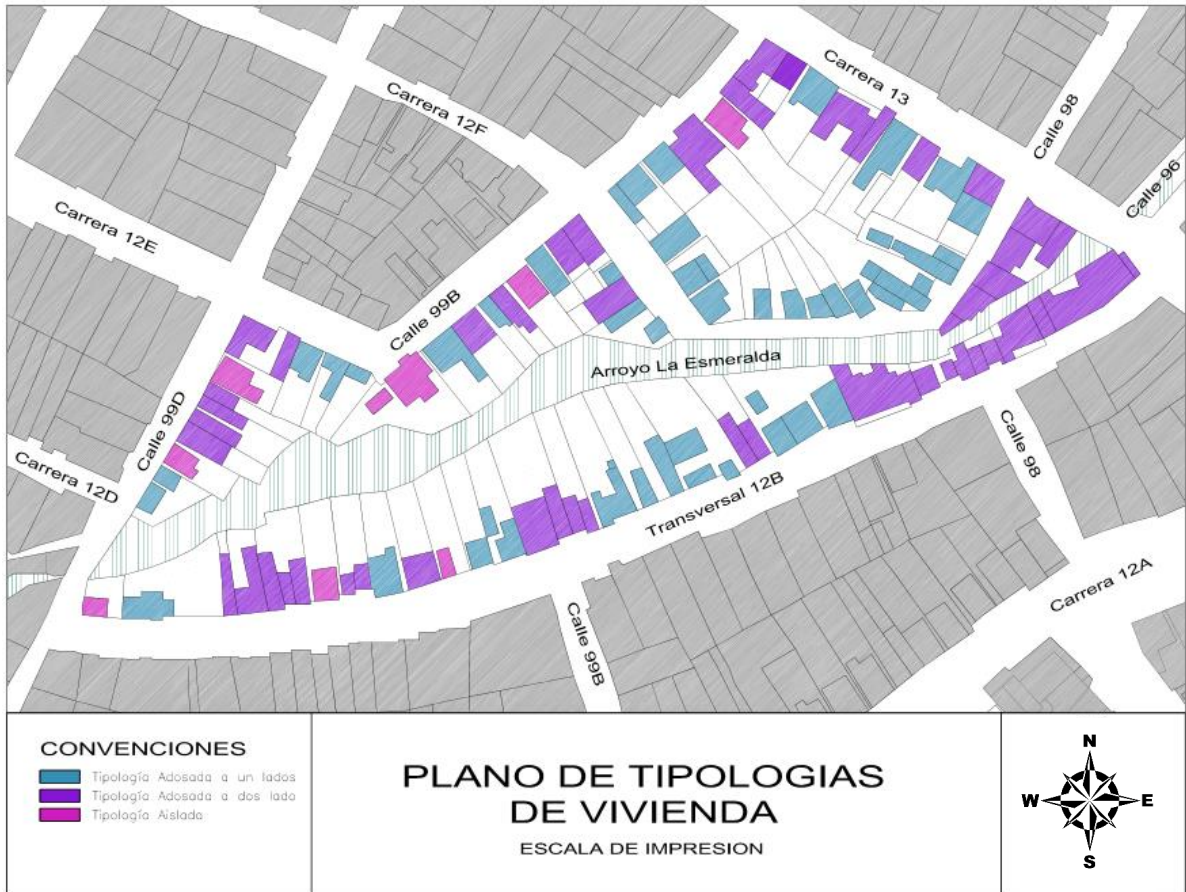 Carrera 13
Carrera 12F
Calle 98
Calle 96
Carrera 12E
Calle 99B
Arroyo La Esmeralda
Calle 99D
Carrera 12D
Calle 98
Transversal 12B
Carrera 12A
Calle 99B
CONVENCIONES
Tipología Adosada a un lados
Tipología Adosada a dos lado
Tipología Aislada
PLANO DE TIPOLOGIAS
DE VIVIENDA
ESCALA DE IMPRESION
N
W E
S